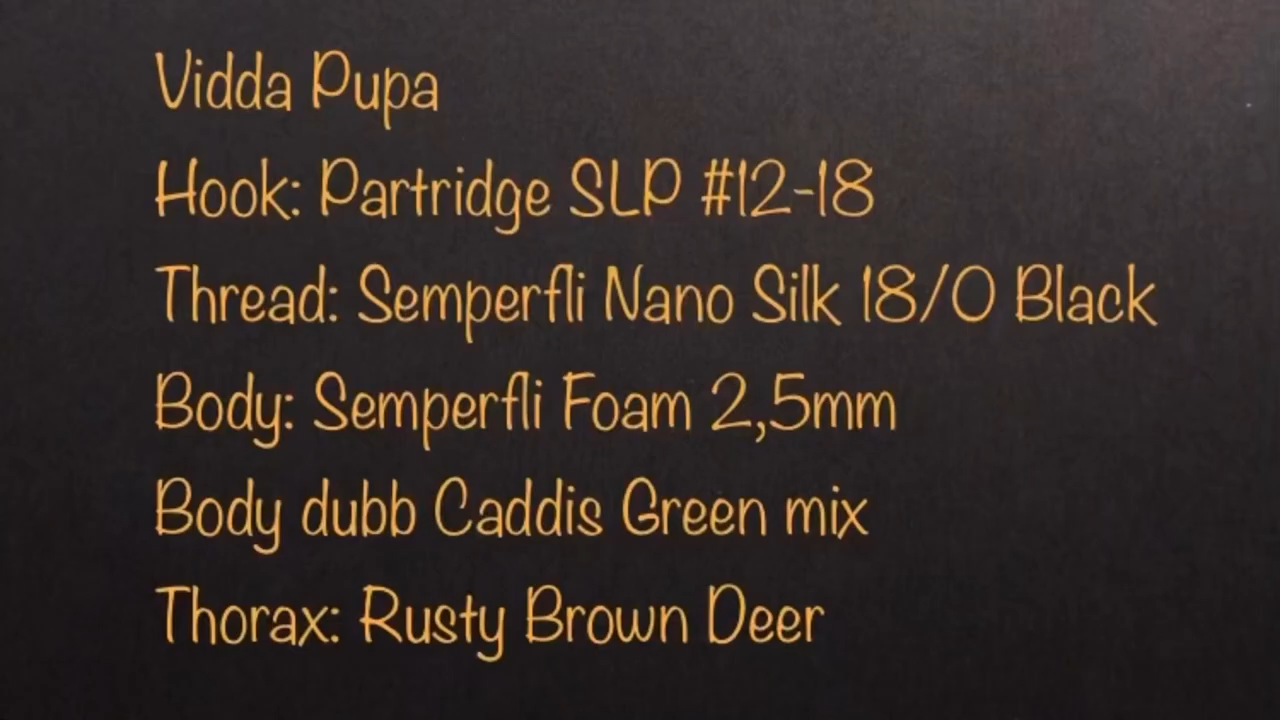 Vidda Pupa
Hook: Partridge SLP #12-18
Thread: Semperfli Nano Silk 18/0 Black
Body: Semperfli Foam 2,5mm
Body dubb Caddis Green mix
Thorax: Rusty Brown Deer